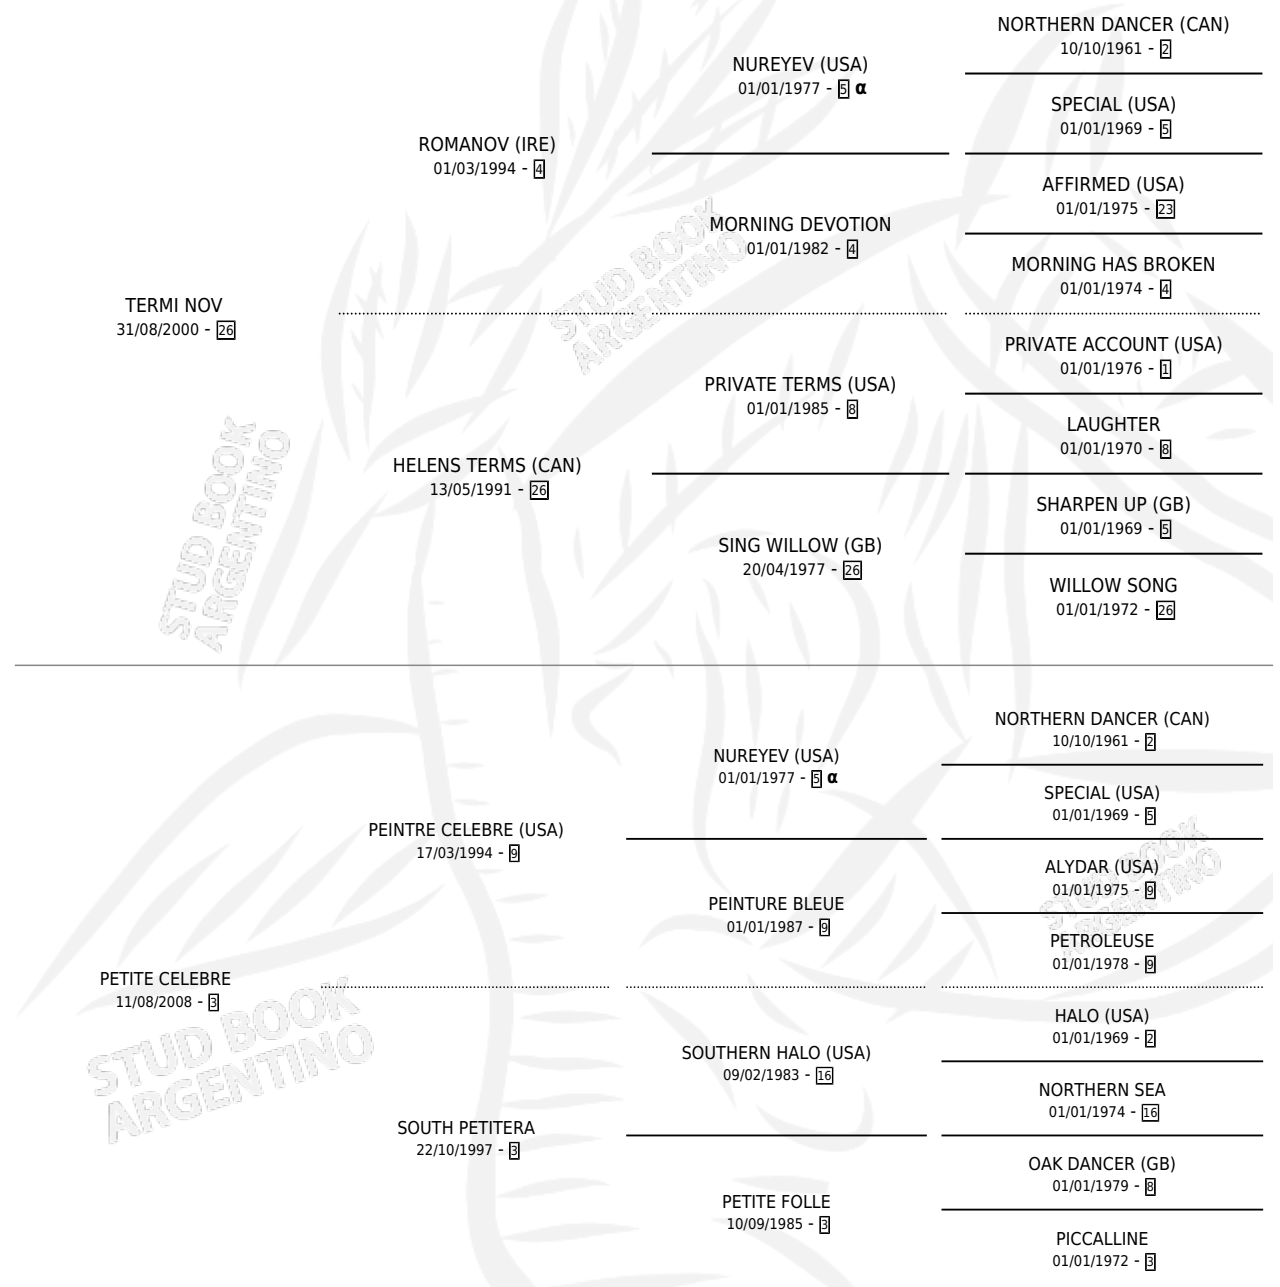 NORTHERN DANCER (CAN)
10/10/1961 - 2
NUREYEV (USA)
01/01/1977 - 5 α
SPECIAL (USA)
01/01/1969 - 5
ROMANOV (IRE)
01/03/1994 - 4
AFFIRMED (USA)
01/01/1975 - 23
MORNING DEVOTION
01/01/1982 - 4
MORNING HAS BROKEN
01/01/1974 - 4
TERMI NOV
31/08/2000 - 26
PRIVATE ACCOUNT (USA)
01/01/1976 - 1
PRIVATE TERMS (USA)
01/01/1985 - 8
LAUGHTER
01/01/1970 - 8
HELENS TERMS (CAN)
13/05/1991 - 26
SHARPEN UP (GB)
01/01/1969 - 5
SING WILLOW (GB)
20/04/1977 - 26
WILLOW SONG
01/01/1972 - 26
STUD BOOK
ARGENTINO
STUD BOOK
ARGENTINO
NORTHERN DANCER (CAN)
10/10/1961 - 2
NUREYEV (USA)
01/01/1977 - 5 α
SPECIAL (USA)
01/01/1969 - 5
PEINTRE CELEBRE (USA)
17/03/1994 - 9
ALYDAR (USA)
01/01/1975 - 9
PEINTURE BLEUE
01/01/1987 - 9
PETROLEUSE
01/01/1978 - 9
PETITE CELEBRE
11/08/2008 - 3
HALO (USA)
01/01/1969 - 2
SOUTHERN HALO (USA)
09/02/1983 - 16
NORTHERN SEA
01/01/1974 - 16
SOUTH PETITERA
22/10/1997 - 3
OAK DANCER (GB)
01/01/1979 - 8
PETITE FOLLE
10/09/1985 - 3
PICCALLINE
01/01/1972 - 3
STUD BOOK
ARGENTINO
STUD BOOK
ARGENTINO